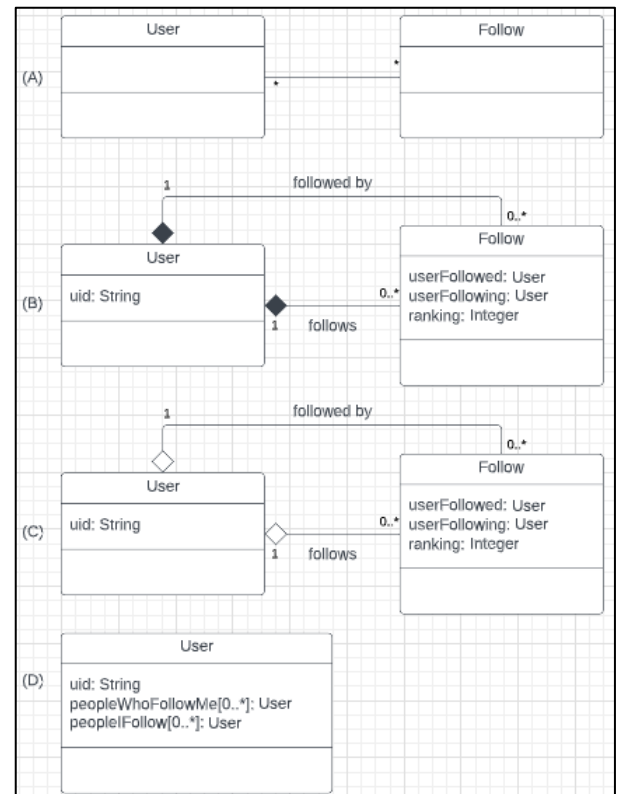 User
Follow
(A)
*
*
1
followed by
0..*
User
Follow
(B)
uid: String
userFollowed: User
userFollowing: User
ranking: Integer
0..*
1
follows
1
followed by
0..*
User
Follow
(C)
uid: String
userFollowed: User
userFollowing: User
ranking: Integer
0..*
1
follows
User
(D)
uid: String
peopleWhoFollowMe[0..*]: User
peopleIFollow[0..*]: User